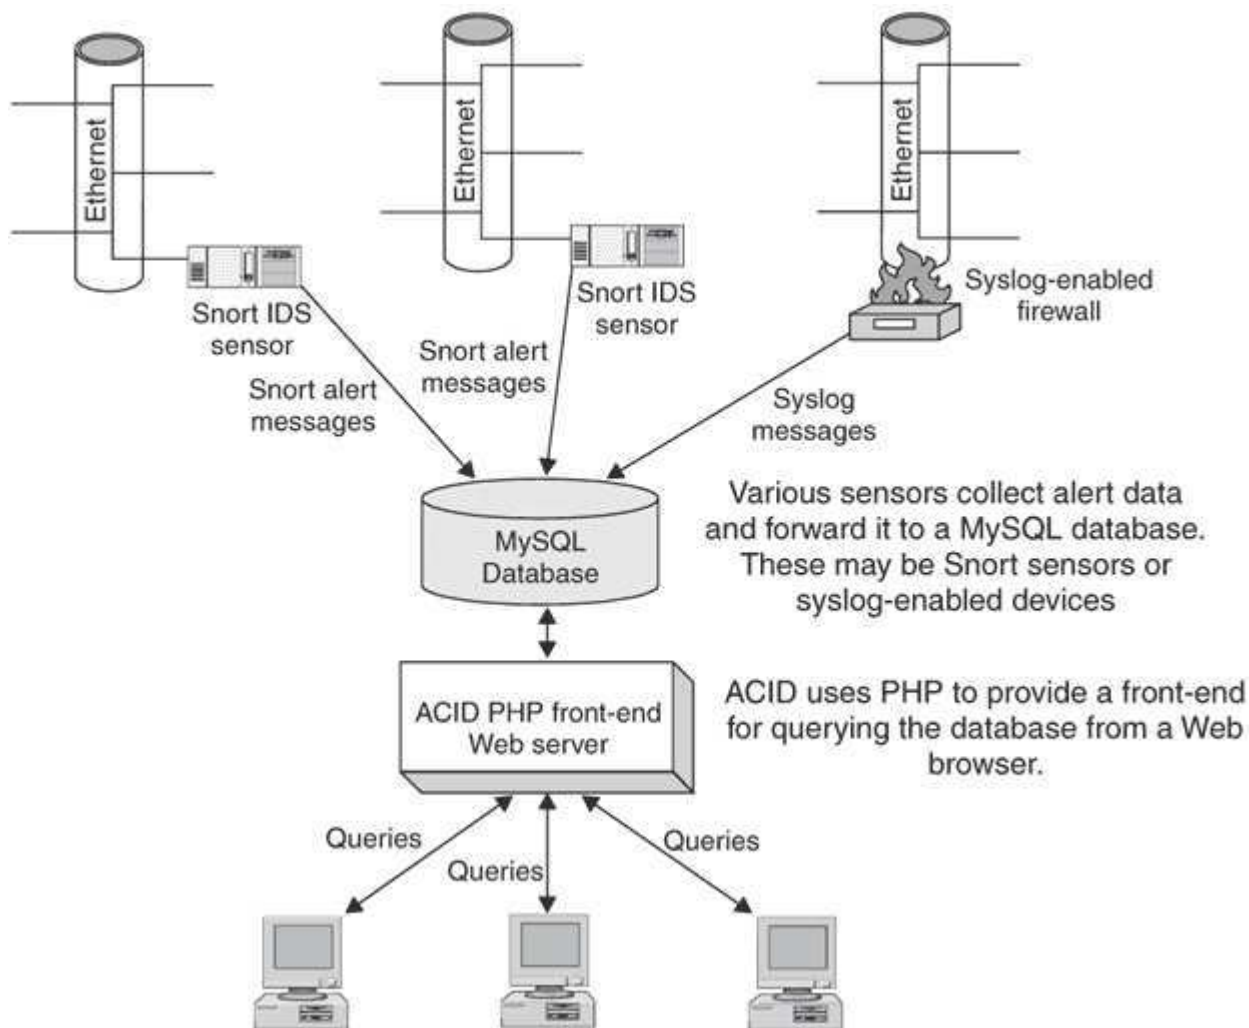 Ethernet
Ethernet
Ethernet
Snort IDS
sensor
Snort IDS
sensor
Syslog-enabled
firewall
Snort alert
messages
Snort alert
messages
Syslog
messages
MySQL
Database
Various sensors collect alert data
and forward it to a MySQL database.
These may be Snort sensors or
syslog-enabled devices
ACID PHP front-end
Web server
ACID uses PHP to provide a front-end
for querying the database from a Web
browser.
Queries
Queries
Queries